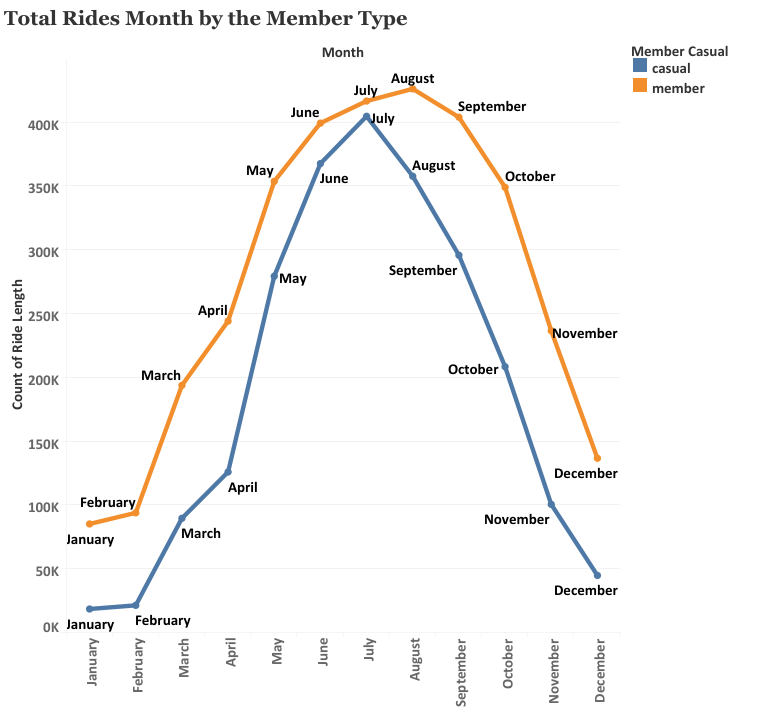 Total Rides Month by the Member Type
Month
Member Casual
casual
member
Count of Ride Length
400K
350K
300K
250K
200K
150K
100K
50K
0K
August
July
September
June
July
May
October
August
June
September
May
April
November
March
October
December
April
February
November
January
March
December
January
February
January
February
March
April
May
June
July
August
September
October
November
December